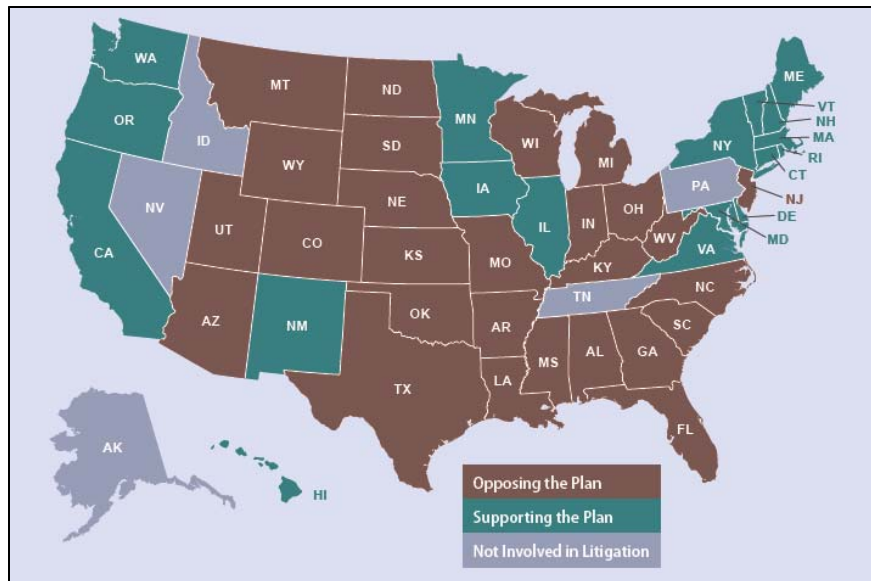 WA
MT
ND
MN
ME
VT
NH
MA
RI
CT
NY
OR
ID
SD
WI
MI
WY
IA
PA
NJ
DE
MD
NE
NV
UT
CO
IL
IN
OH
WV
VA
CA
KS
MO
KY
NC
TN
AZ
NM
OK
AR
SC
MS
AL
GA
TX
LA
FL
AK
HI
Opposing the Plan
Supporting the Plan
Not Involved in Litigation